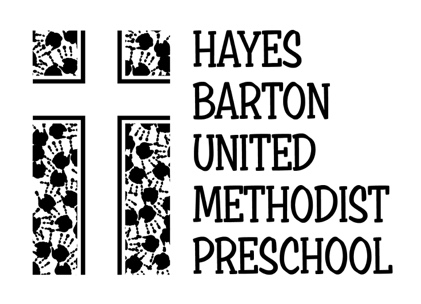 HAYES
BARTON
UNITED
METHODIST
PRESCHOOL